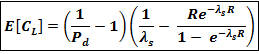 E[C_L] = (1/P_d − 1)(1/λ_s − Re^{−λ_s R}/(1 − e^{−λ_s R}))